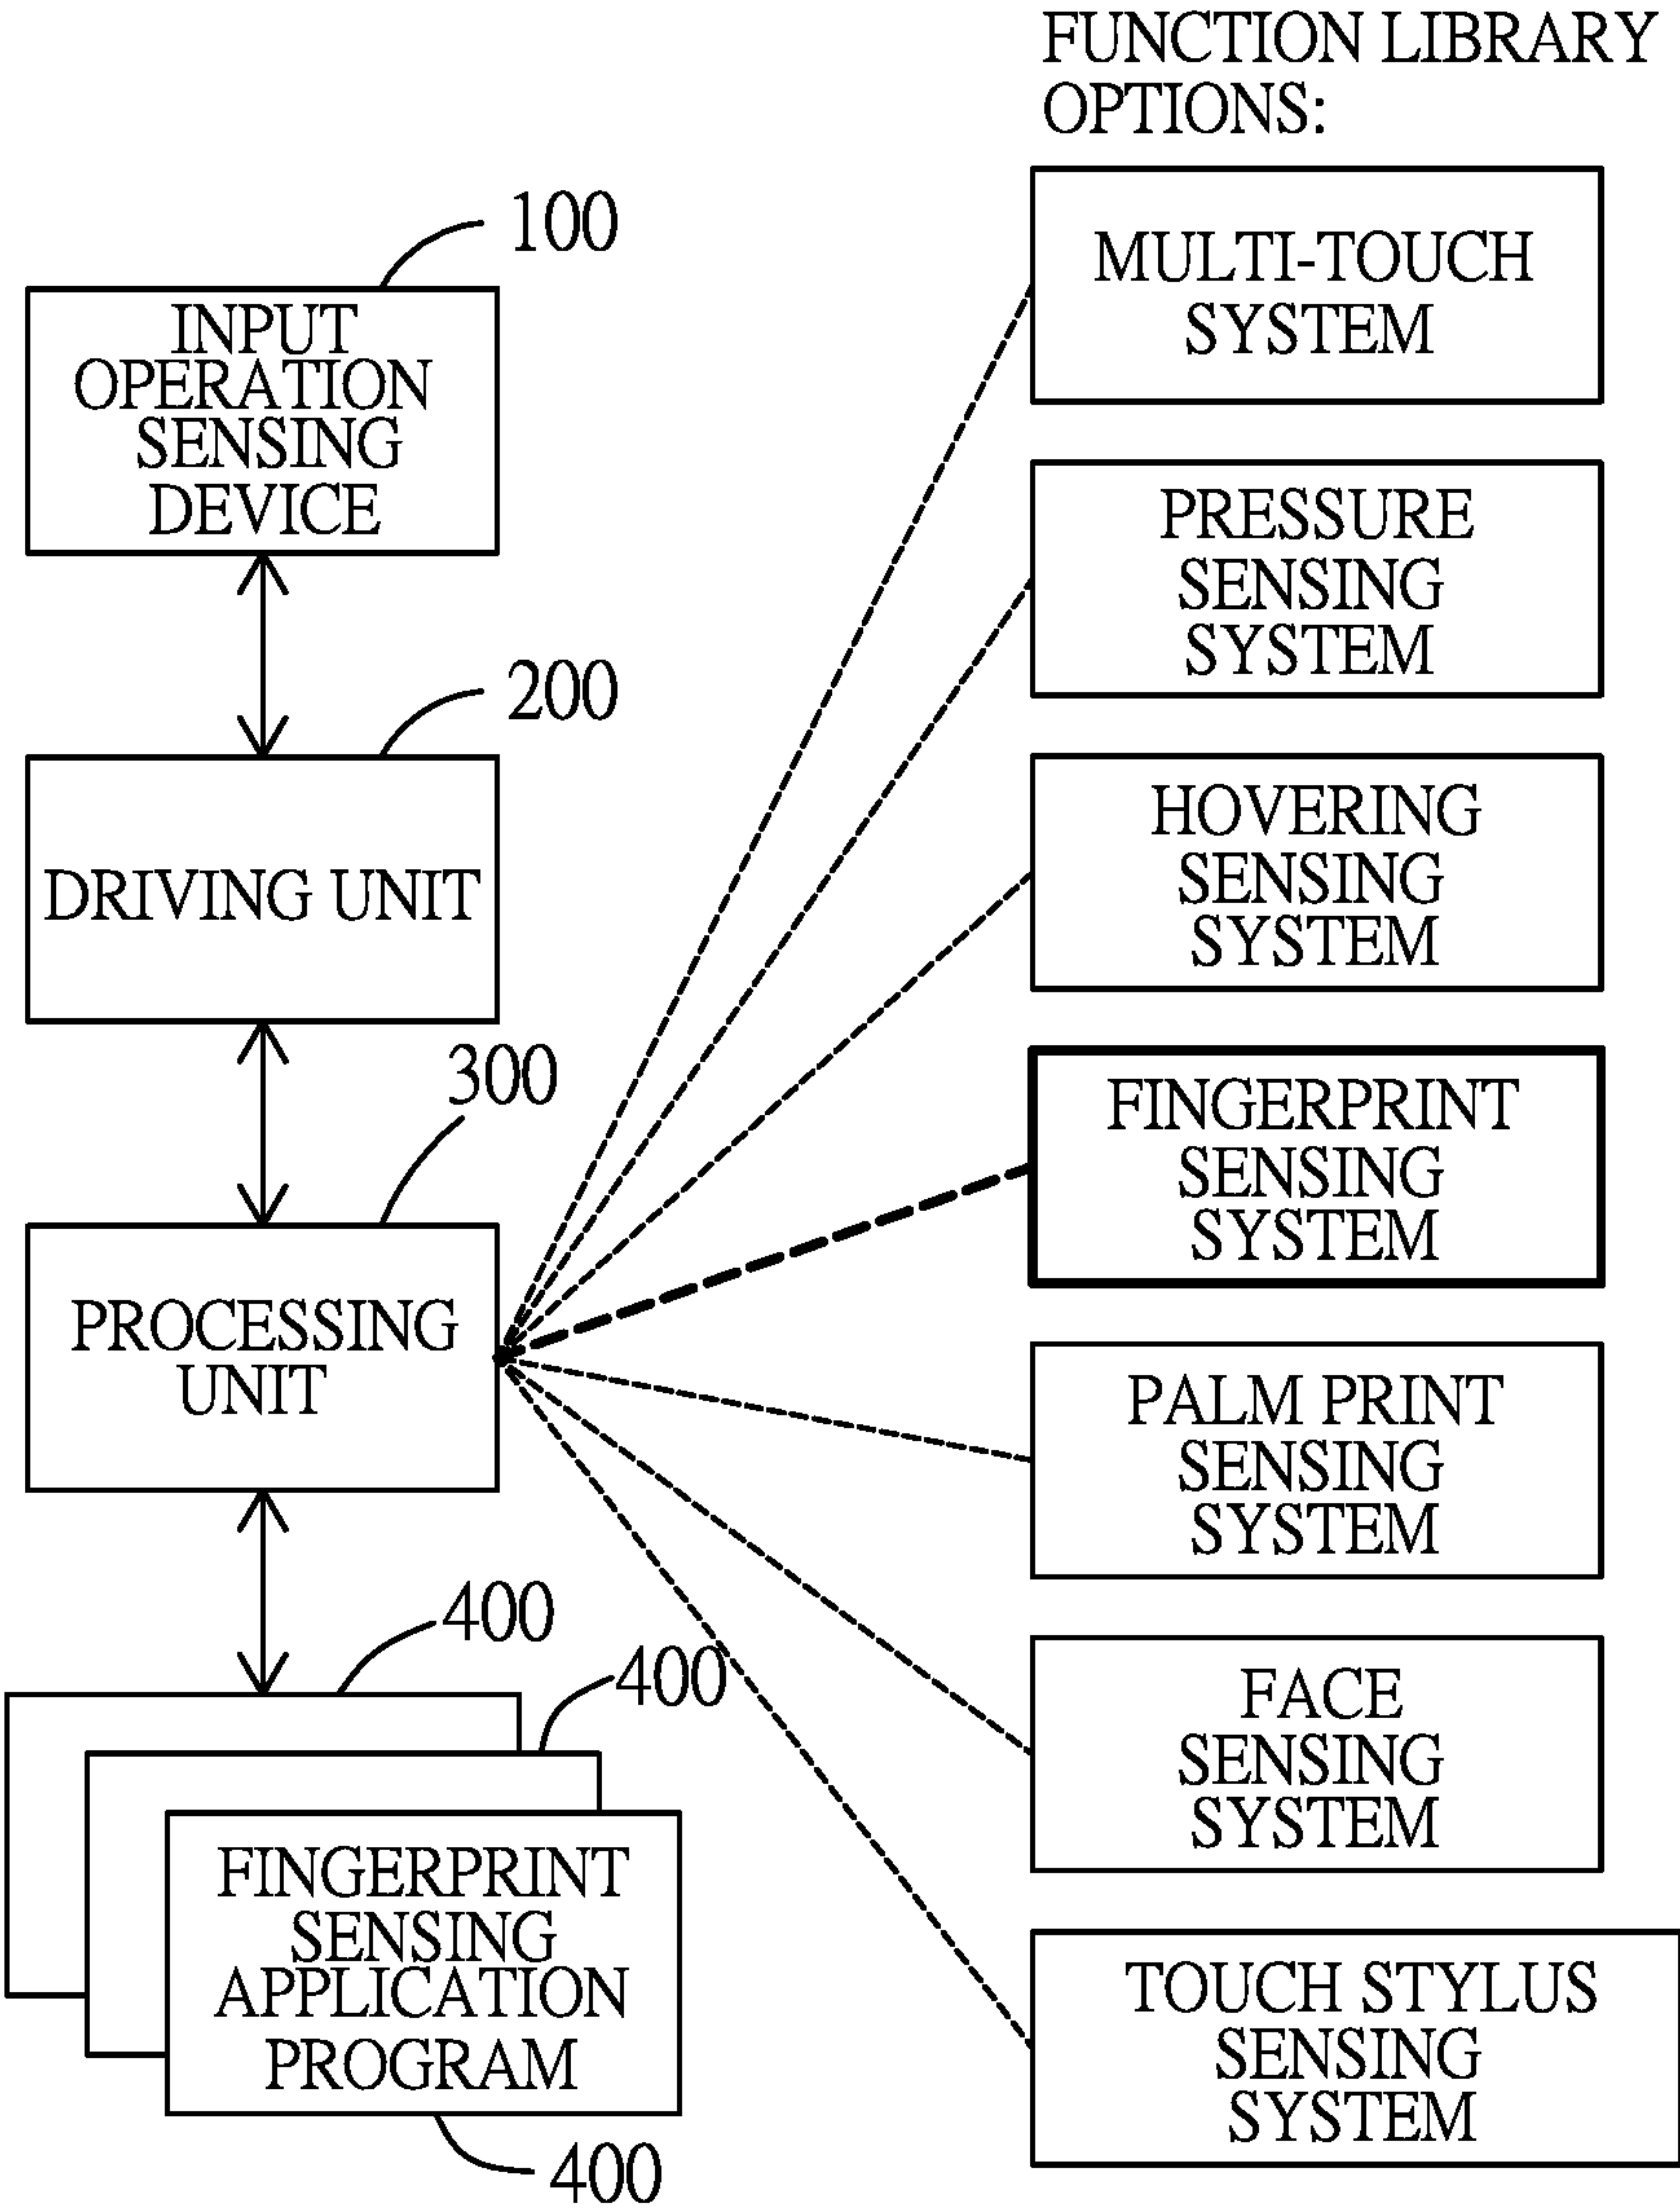 FUNCTION LIBRARY
OPTIONS:
100
INPUT
OPERATION
SENSING
DEVICE
200
DRIVING UNIT
300
PROCESSING
UNIT
400
400
FINGERPRINT
SENSING
APPLICATION
PROGRAM
400
MULTI-TOUCH
SYSTEM
PRESSURE
SENSING
SYSTEM
HOVERING
SENSING
SYSTEM
FINGERPRINT
SENSING
SYSTEM
PALM PRINT
SENSING
SYSTEM
FACE
SENSING
SYSTEM
TOUCH STYLUS
SENSING
SYSTEM